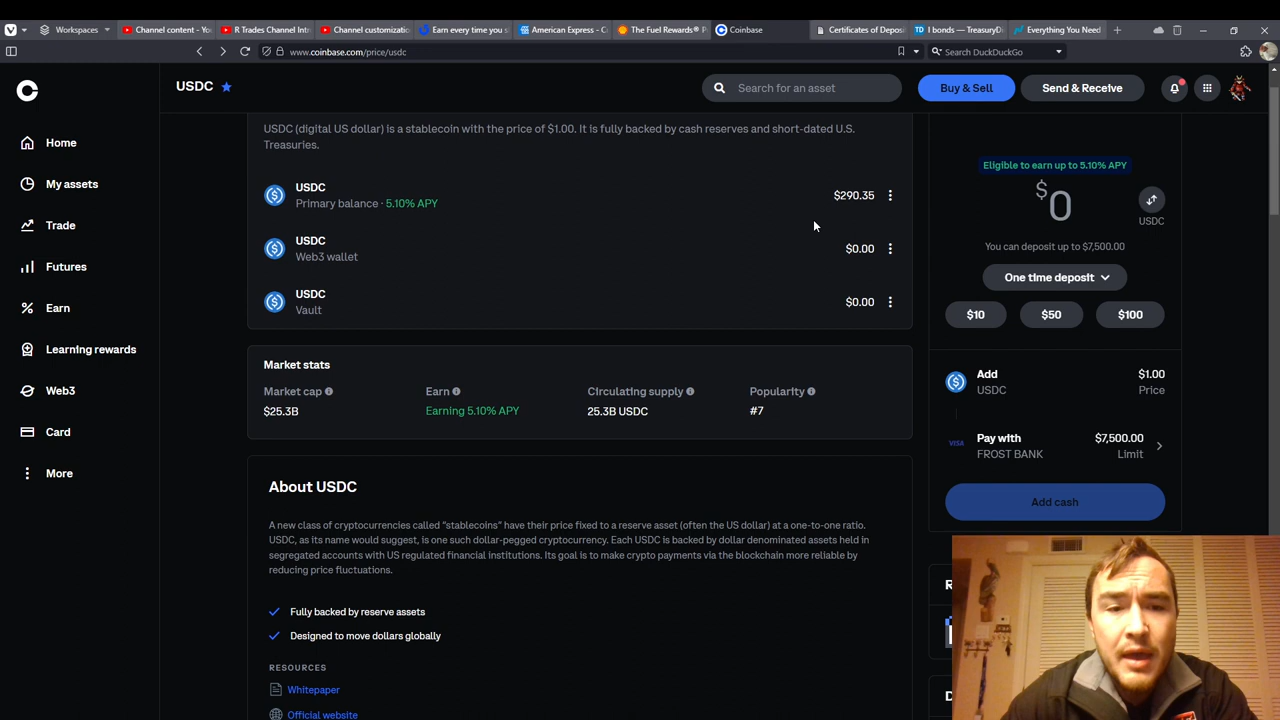 Workspaces
Channel content - Yo
R Trades Channel Int
Channel customizatio
Earn every time you s
American Express - C
The Fuel Rewards® P
Coinbase
Certificates of Deposi
TD
I bonds — TreasuryD
Everything You Need
www.coinbase.com/price/usdc
Search DuckDuckGo
USDC
Search for an asset
Buy & Sell
Send & Receive
Home
My assets
Trade
Futures
Earn
Learning rewards
Web3
Card
More
USDC (digital US dollar) is a stablecoin with the price of $1.00. It is fully backed by cash reserves and short-dated U.S.
Treasuries.
USDC
Primary balance · 5.10% APY
$290.35
USDC
Web3 wallet
$0.00
USDC
Vault
$0.00
Market stats
Market cap
Earn
Circulating supply
Popularity
$25.3B
Earning 5.10% APY
25.3B USDC
#7
About USDC
A new class of cryptocurrencies called “stablecoins” have their price fixed to a reserve asset (often the US dollar) at a one-to-one ratio.
USDC, as its name would suggest, is one such dollar-pegged cryptocurrency. Each USDC is backed by dollar denominated assets held in
segregated accounts with US regulated financial institutions. Its goal is to make crypto payments via the blockchain more reliable by
reducing price fluctuations.
Fully backed by reserve assets
Designed to move dollars globally
RESOURCES
Whitepaper
Official website
Eligible to earn up to 5.10% APY
$0
USDC
You can deposit up to $7,500.00
One time deposit
$10
$50
$100
Add
$1.00
USDC
Price
VISA
Pay with
$7,500.00
FROST BANK
Limit
Add cash